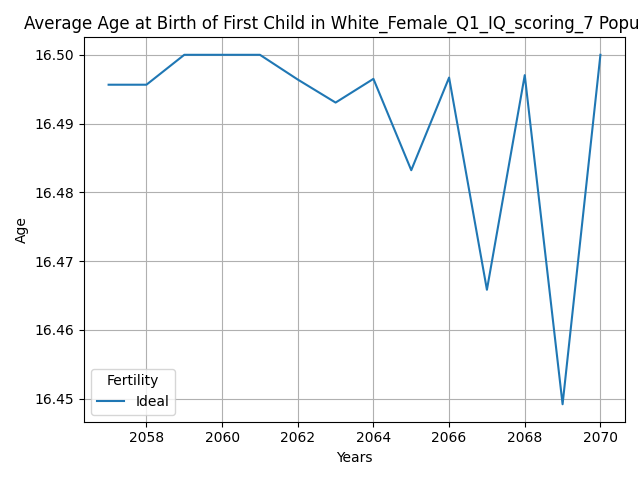 Average Age at Birth of First Child in White_Female_Q1_IQ_scoring_7 Popu
16.50
16.49
16.48
16.47
16.46
16.45
Age
Fertility
Ideal
2058 2060 2062 2064 2066 2068 2070
Years